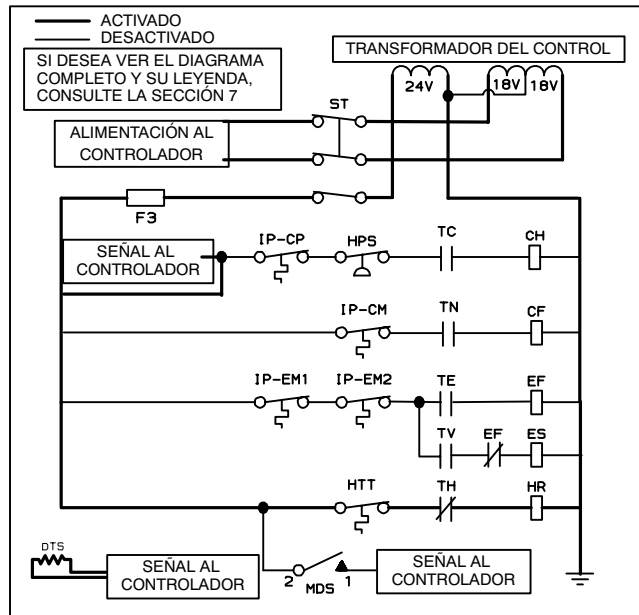 ACTIVADO
DESACTIVADO
SI DESEA VER EL DIAGRAMA
COMPLETO Y SU LEYENDA,
CONSULTE LA SECCIÓN 7
TRANSFORMADOR DEL CONTROL
24V
18V
18V
ST
ALIMENTACIÓN AL
CONTROLADOR
F3
SEÑAL AL
CONTROLADOR
IP-CP
HPS
TC
CH
IP-CM
TN
CF
IP-EM1
IP-EM2
TE
EF
TV
EF
ES
HTT
TH
HR
DTS
SEÑAL AL
CONTROLADOR
2
MDS
1
SEÑAL AL
CONTROLADOR